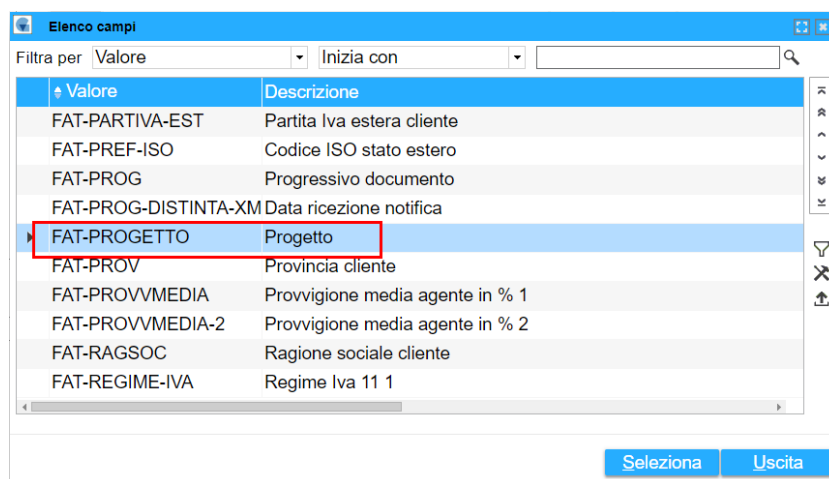 Elenco campi
Filtra per Valore Inizia con
Valore Descrizione
FAT-PARTIVA-EST Partita Iva estera cliente
FAT-PREF-ISO Codice ISO stato estero
FAT-PROG Progressivo documento
FAT-PROG-DISTINTA-XM Data ricezione notifica
FAT-PROGETTO Progetto
FAT-PROV Provincia cliente
FAT-PROVVMEDIA Provvigione media agente in % 1
FAT-PROVVMEDIA-2 Provvigione media agente in % 2
FAT-RAGSOC Ragione sociale cliente
FAT-REGIME-IVA Regime Iva 11 1
Seleziona Uscita